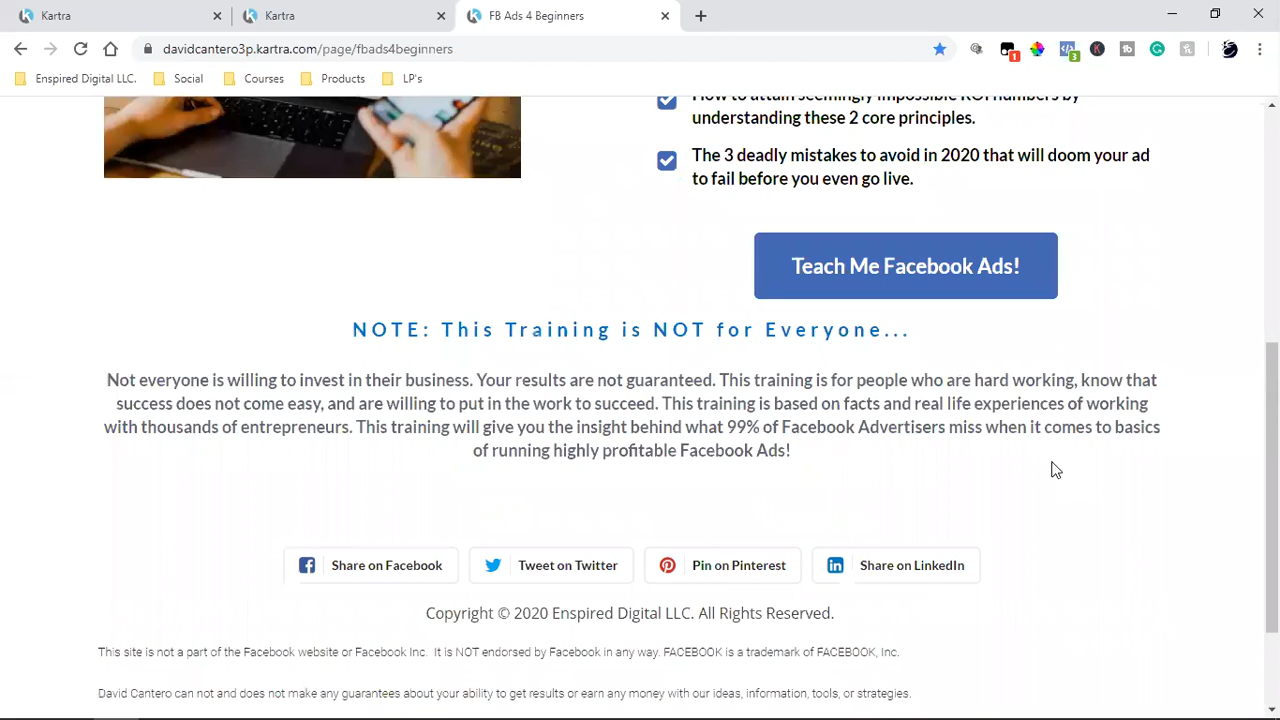 Kartra
Kartra
FB Ads 4 Beginners
davidcantero3p.kartra.com/page/fbads4beginners
1
3
Enspired Digital LLC.
Social
Courses
Products
LP's
How to attain seemingly impossible ROI numbers by
understanding these 2 core principles.
The 3 deadly mistakes to avoid in 2020 that will doom your ad
to fail before you even go live.
Teach Me Facebook Ads!
NOTE: This Training is NOT for Everyone...
Not everyone is willing to invest in their business. Your results are not guaranteed. This training is for people who are hard working, know that
success does not come easy, and are willing to put in the work to succeed. This training is based on facts and real life experiences of working
with thousands of entrepreneurs. This training will give you the insight behind what 99% of Facebook Advertisers miss when it comes to basics
of running highly profitable Facebook Ads!
Share on Facebook
Tweet on Twitter
Pin on Pinterest
Share on LinkedIn
Copyright © 2020 Enspired Digital LLC. All Rights Reserved.
This site is not a part of the Facebook website or Facebook Inc. It is NOT endorsed by Facebook in any way. FACEBOOK is a trademark of FACEBOOK, Inc.
David Cantero can not and does not make any guarantees about your ability to get results or earn any money with our ideas, information, tools, or strategies.